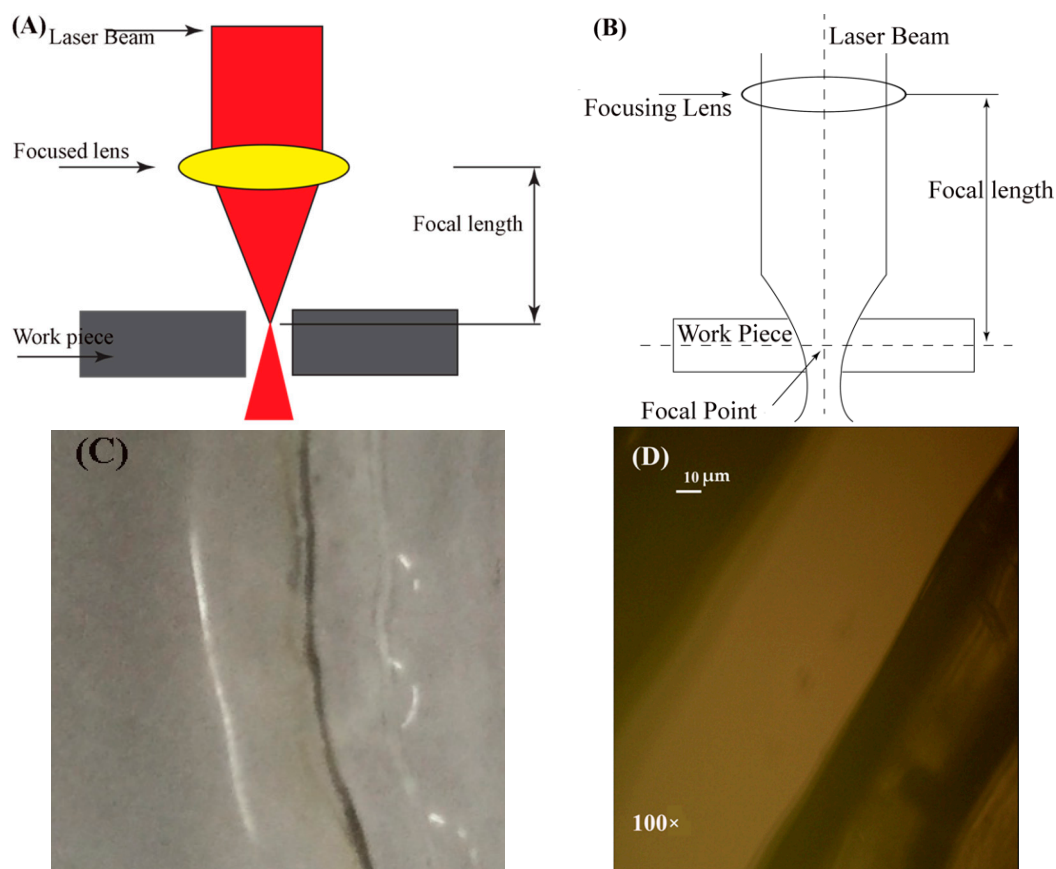 (A)
Laser Beam
Focused lens
Focal length
Work piece
(B)
Laser Beam
Focusing Lens
Focal length
Work Piece
Focal Point
(C)
(D)
10 μm
100×